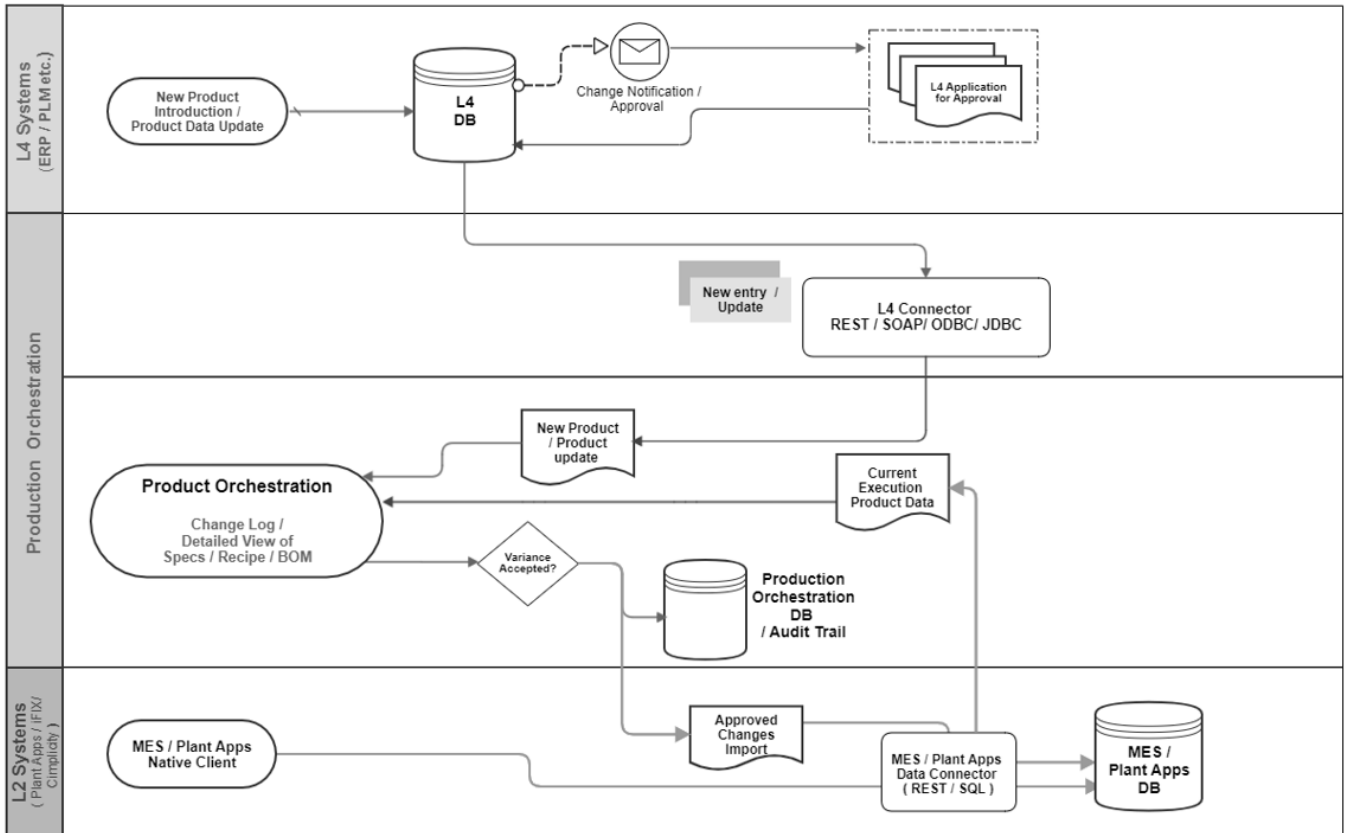 L4 Systems
(ERP / PLM etc.)
New Product
Introduction /
Product Data Update
L4
DB
Change Notification /
Approval
L4 Application
for Approval
Production Orchestration
New entry /
Update
L4 Connector
REST / SOAP/ ODBC/ JDBC
New Product
/ Product
update
Current
Execution
Product Data
Product Orchestration
Change Log /
Detailed View of
Specs / Recipe / BOM
Variance
Accepted?
Production
Orchestration
DB
/ Audit Trail
L2 Systems
( Plant Apps / iFIX/
Cimplicity )
MES / Plant Apps
Native Client
Approved
Changes
Import
MES / Plant Apps
Data Connector
( REST / SQL )
MES /
Plant Apps
DB